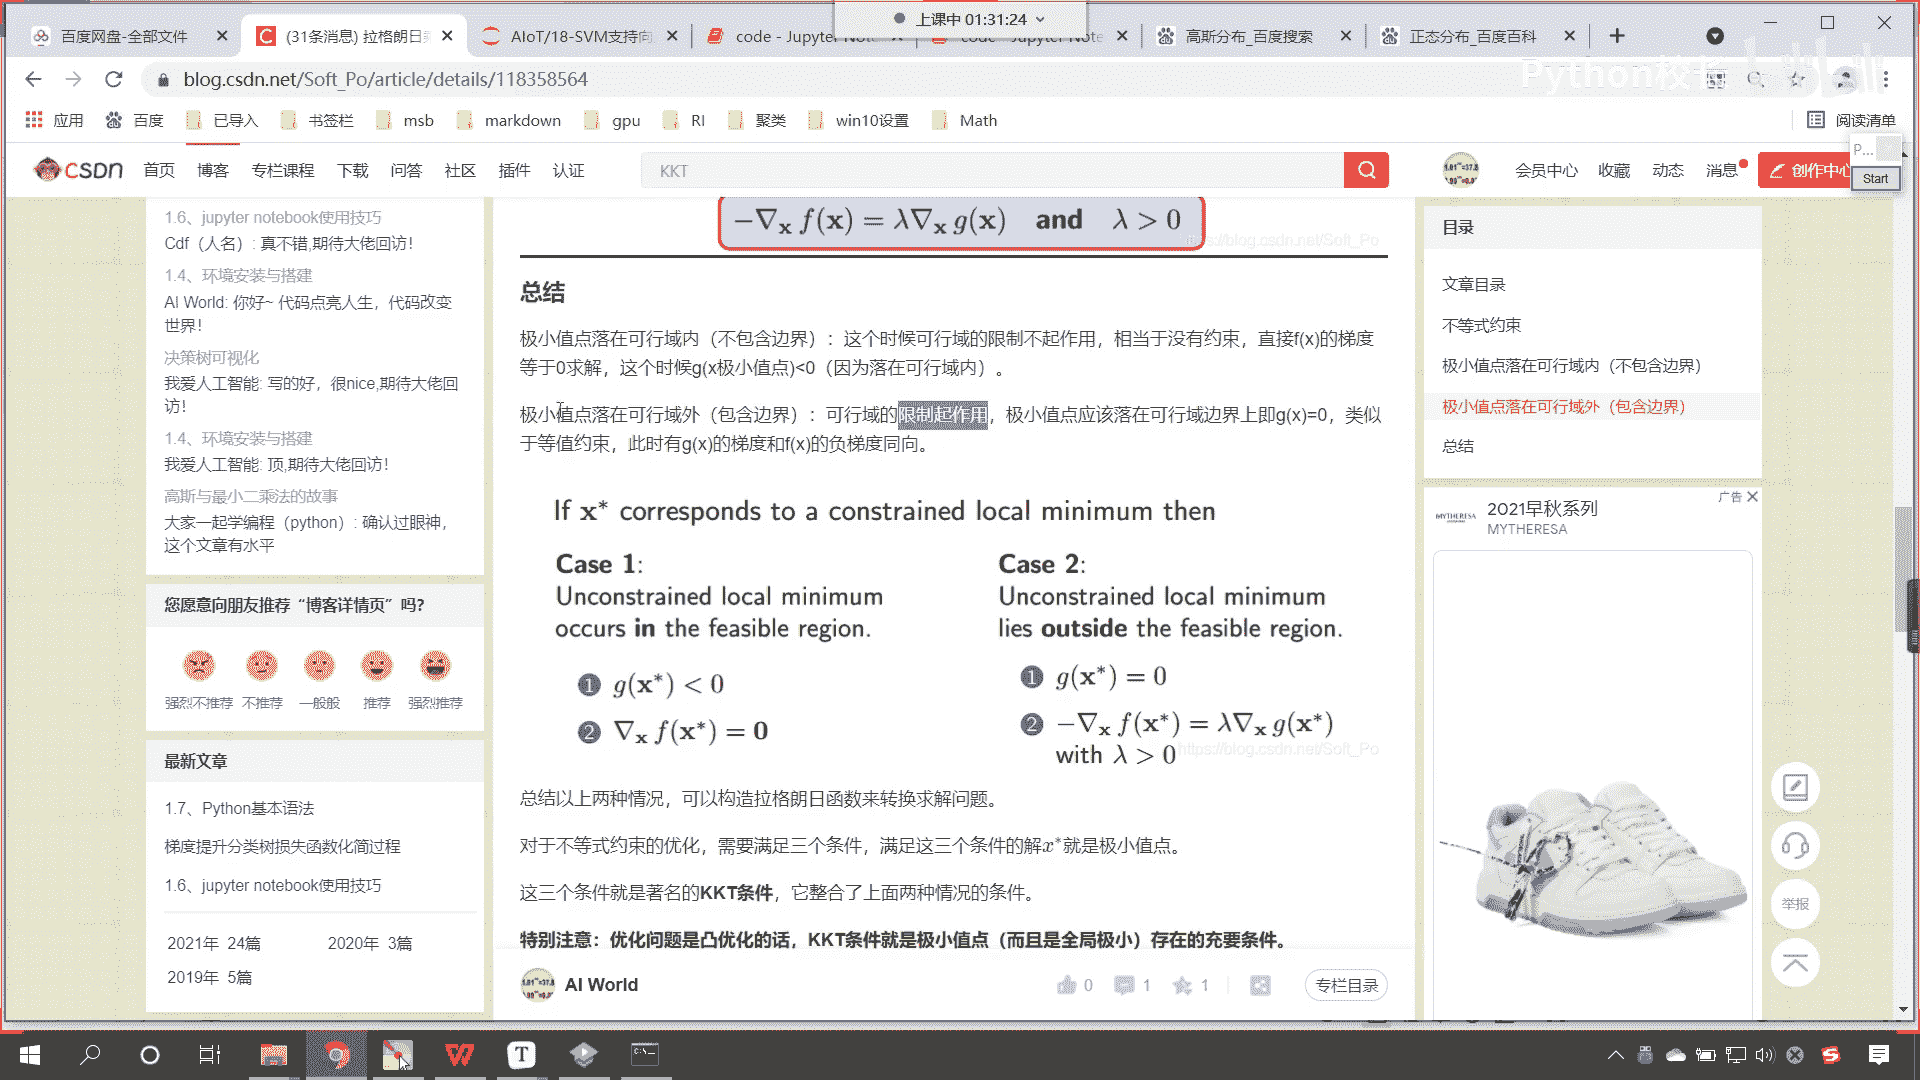 上课中 01:31:24
百度网盘-全部文件
(31条消息) 拉格朗日乘
AIoT/18-SVM支持向
code - Jupyter Note
code - Jupyter Note
高斯分布_百度搜索
正态分布_百度百科
Python校长
blog.csdn.net/Soft_Po/article/details/118358564
应用
百度
已导入
书签栏
msb
markdown
gpu
RI
聚类
win10设置
Math
阅读清单
P...
Start
CSDN
首页
博客
专栏课程
下载
问答
社区
插件
认证
KKT
会员中心
收藏
动态
消息
创作中心
1.6、jupyter notebook使用技巧
Cdf（人名）: 真不错,期待大佬回访！
1.4、环境安装与搭建
AI World: 你好~ 代码点亮人生，代码改变
世界！
决策树可视化
我爱人工智能: 写的好，很nice,期待大佬回
访！
1.4、环境安装与搭建
我爱人工智能: 顶,期待大佬回访！
高斯与最小二乘法的故事
大家一起学编程（python）: 确认过眼神，
这个文章有水平
您愿意向朋友推荐“博客详情页”吗？
强烈不推荐
不推荐
一般般
推荐
强烈推荐
最新文章
1.7、Python基本语法
梯度提升分类树损失函数化简过程
1.6、jupyter notebook使用技巧
2021年 24篇
2020年 3篇
2019年 5篇
−∇x f(x) = λ∇x g(x) and λ > 0
https://blog.csdn.net/Soft_Po
总结
极小值点落在可行域内（不包含边界）：这个时候可行域的限制不起作用，相当于没有约束，直接f(x)的梯度
等于0求解，这个时候g(x极小值点)<0（因为落在可行域内）。
极小值点落在可行域外（包含边界）：可行域的限制起作用，极小值点应该落在可行域边界上即g(x)=0，类似
于等值约束，此时有g(x)的梯度和f(x)的负梯度同向。
If x* corresponds to a constrained local minimum then
Case 1:
Unconstrained local minimum
occurs in the feasible region.
1 g(x*) < 0
2 ∇x f(x*) = 0
Case 2:
Unconstrained local minimum
lies outside the feasible region.
1 g(x*) = 0
2 −∇x f(x*) = λ∇x g(x*)
with λ > 0
https://blog.csdn.net/Soft_Po
总结以上两种情况，可以构造拉格朗日函数来转换求解问题。
对于不等式约束的优化，需要满足三个条件，满足这三个条件的解x*就是极小值点。
这三个条件就是著名的KKT条件，它整合了上面两种情况的条件。
特别注意：优化问题是凸优化的话，KKT条件就是极小值点（而且是全局极小）存在的充要条件。
AI World
0
1
1
专栏目录
目录
文章目录
不等式约束
极小值点落在可行域内（不包含边界）
极小值点落在可行域外（包含边界）
总结
广告
MYTHERESA
2021早秋系列
MYTHERESA
举报